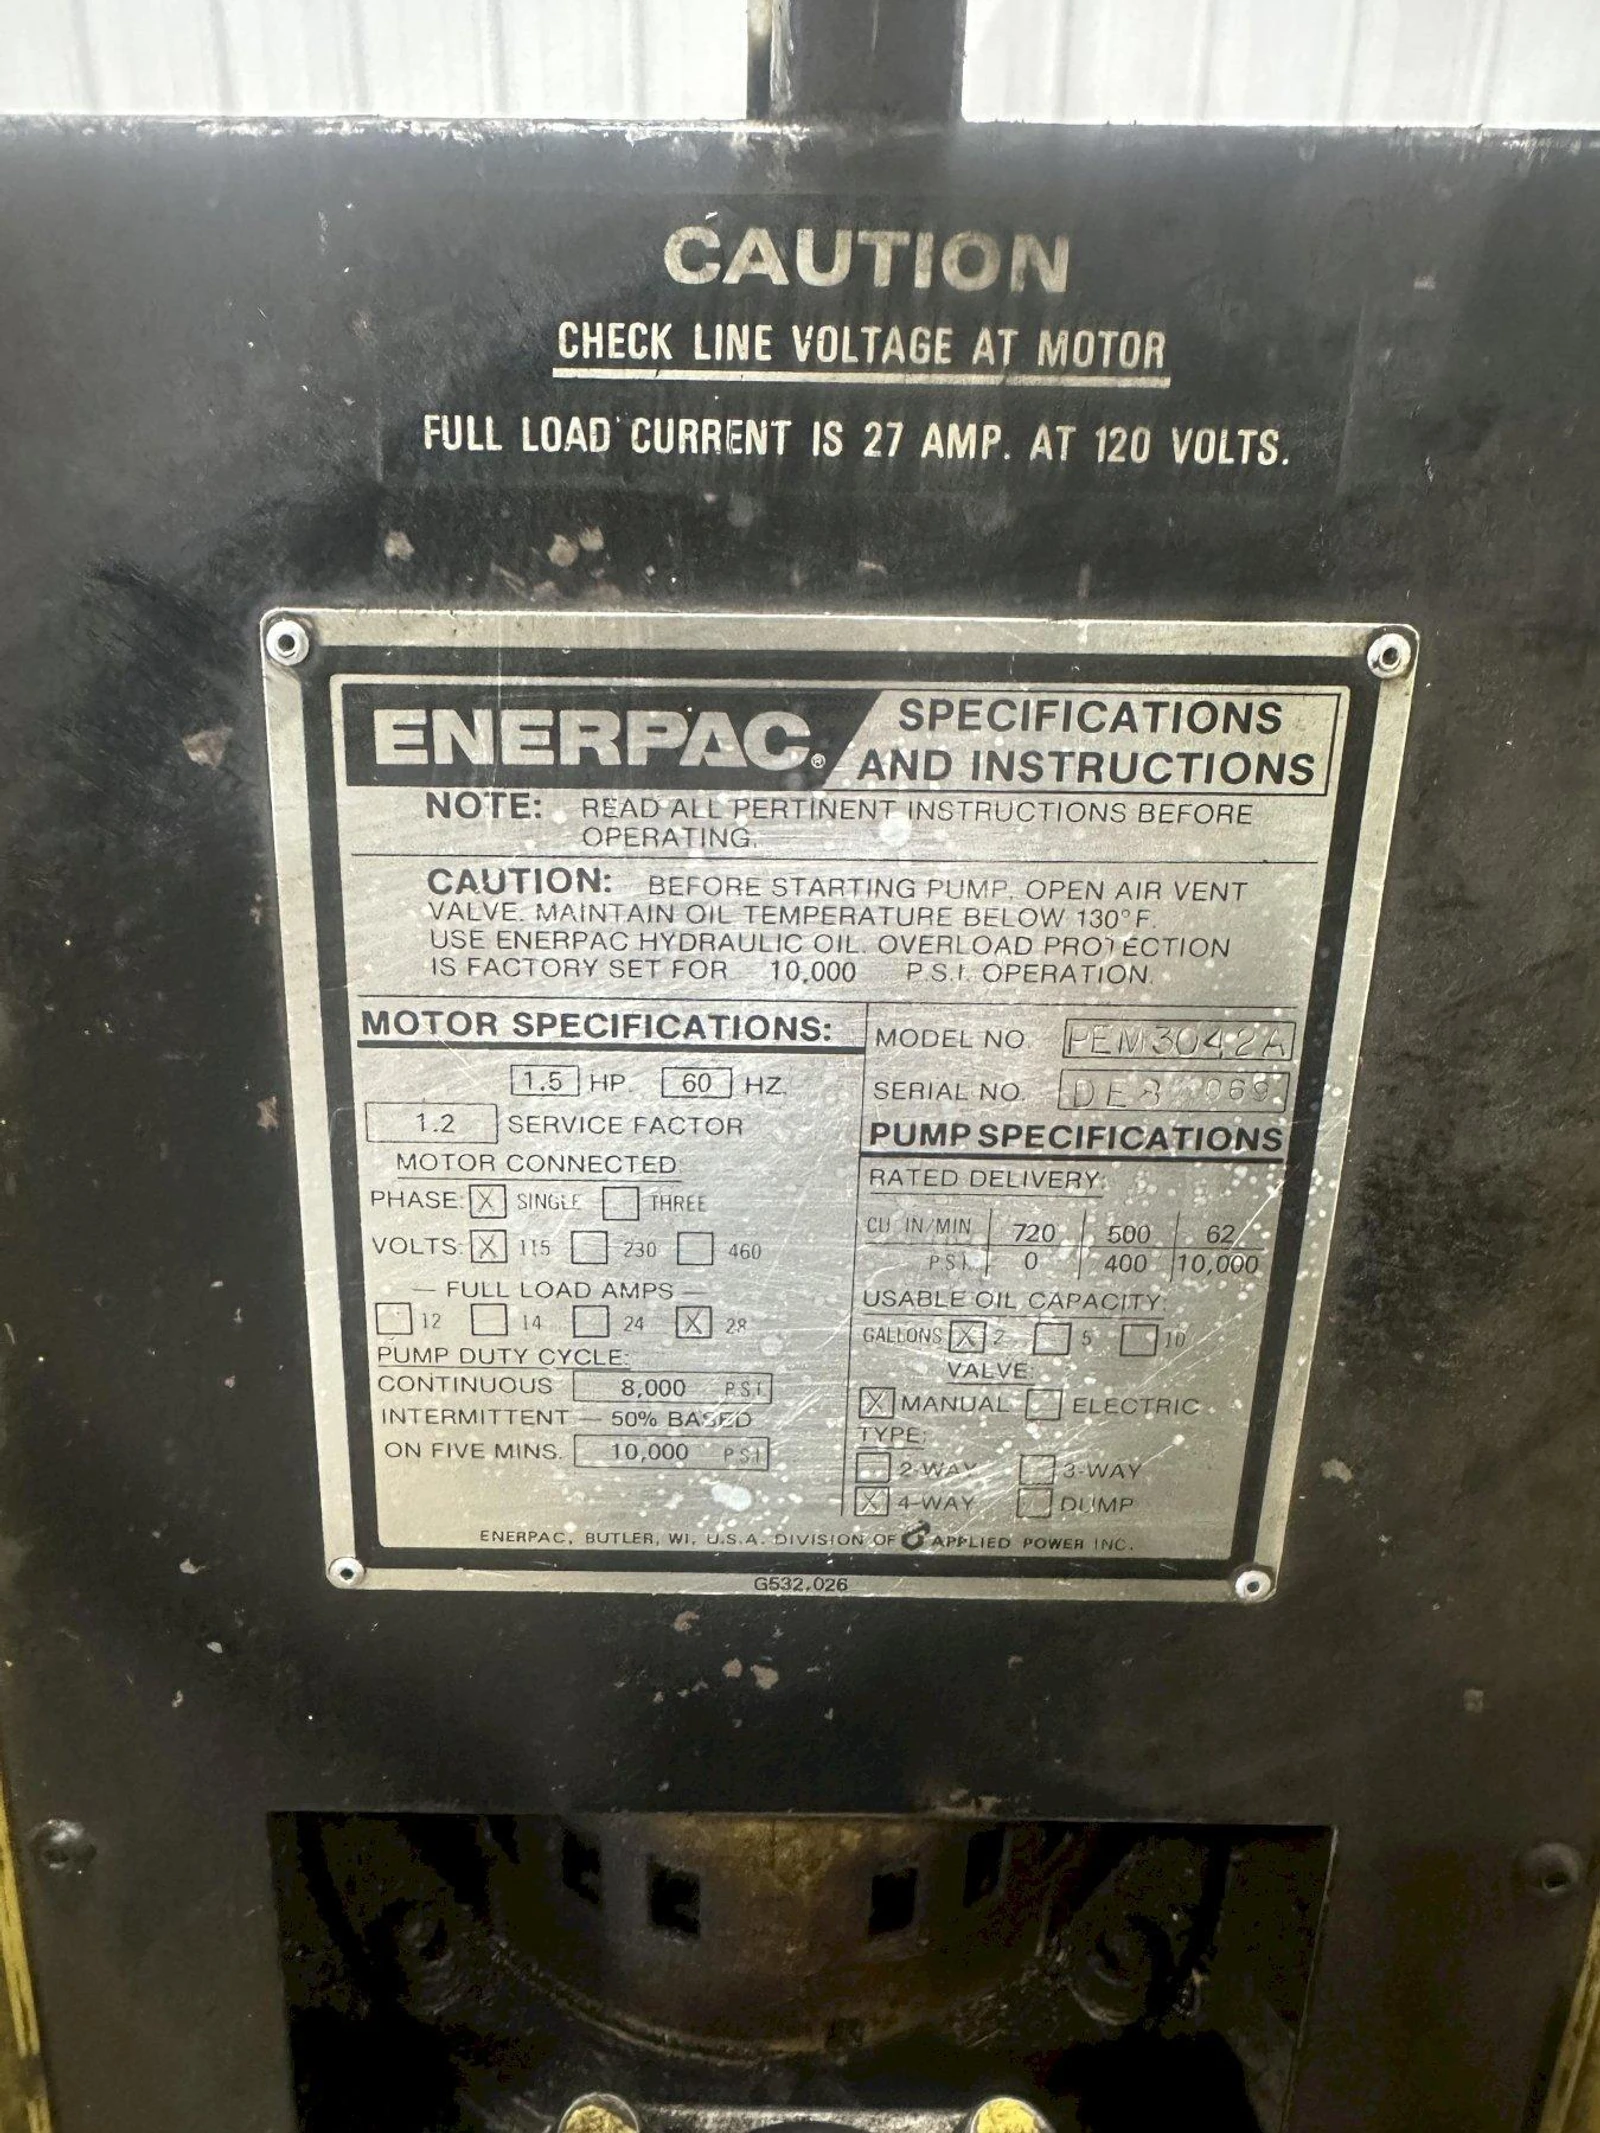 CAUTION
CHECK LINE VOLTAGE AT MOTOR
FULL LOAD CURRENT IS 27 AMP. AT 120 VOLTS.
ENERPAC® SPECIFICATIONS
AND INSTRUCTIONS
NOTE: READ ALL PERTINENT INSTRUCTIONS BEFORE
OPERATING.
CAUTION: BEFORE STARTING PUMP, OPEN AIR VENT
VALVE. MAINTAIN OIL TEMPERATURE BELOW 130°F.
USE ENERPAC HYDRAULIC OIL. OVERLOAD PROTECTION
IS FACTORY SET FOR 10,000 P.S.I. OPERATION.
MOTOR SPECIFICATIONS:
1.5 HP. 60 HZ.
1.2 SERVICE FACTOR
MOTOR CONNECTED
PHASE: X SINGLE THREE
VOLTS: X 115 230 460
— FULL LOAD AMPS —
12 14 24 X 28
PUMP DUTY CYCLE:
CONTINUOUS 8,000 P.S.I.
INTERMITTENT — 50% BASED
ON FIVE MINS. 10,000 P.S.I.
MODEL NO. PEM3042A
SERIAL NO.
PUMP SPECIFICATIONS
RATED DELIVERY:
CU IN/MIN 720 500 62
P.S.I. 0 400 10,000
USABLE OIL CAPACITY:
GALLONS X 2 5 10
VALVE:
X MANUAL ELECTRIC
TYPE:
2-WAY 3-WAY
X 4-WAY DUMP
ENERPAC, BUTLER, WI, U.S.A. DIVISION OF APPLIED POWER INC.
G532.026